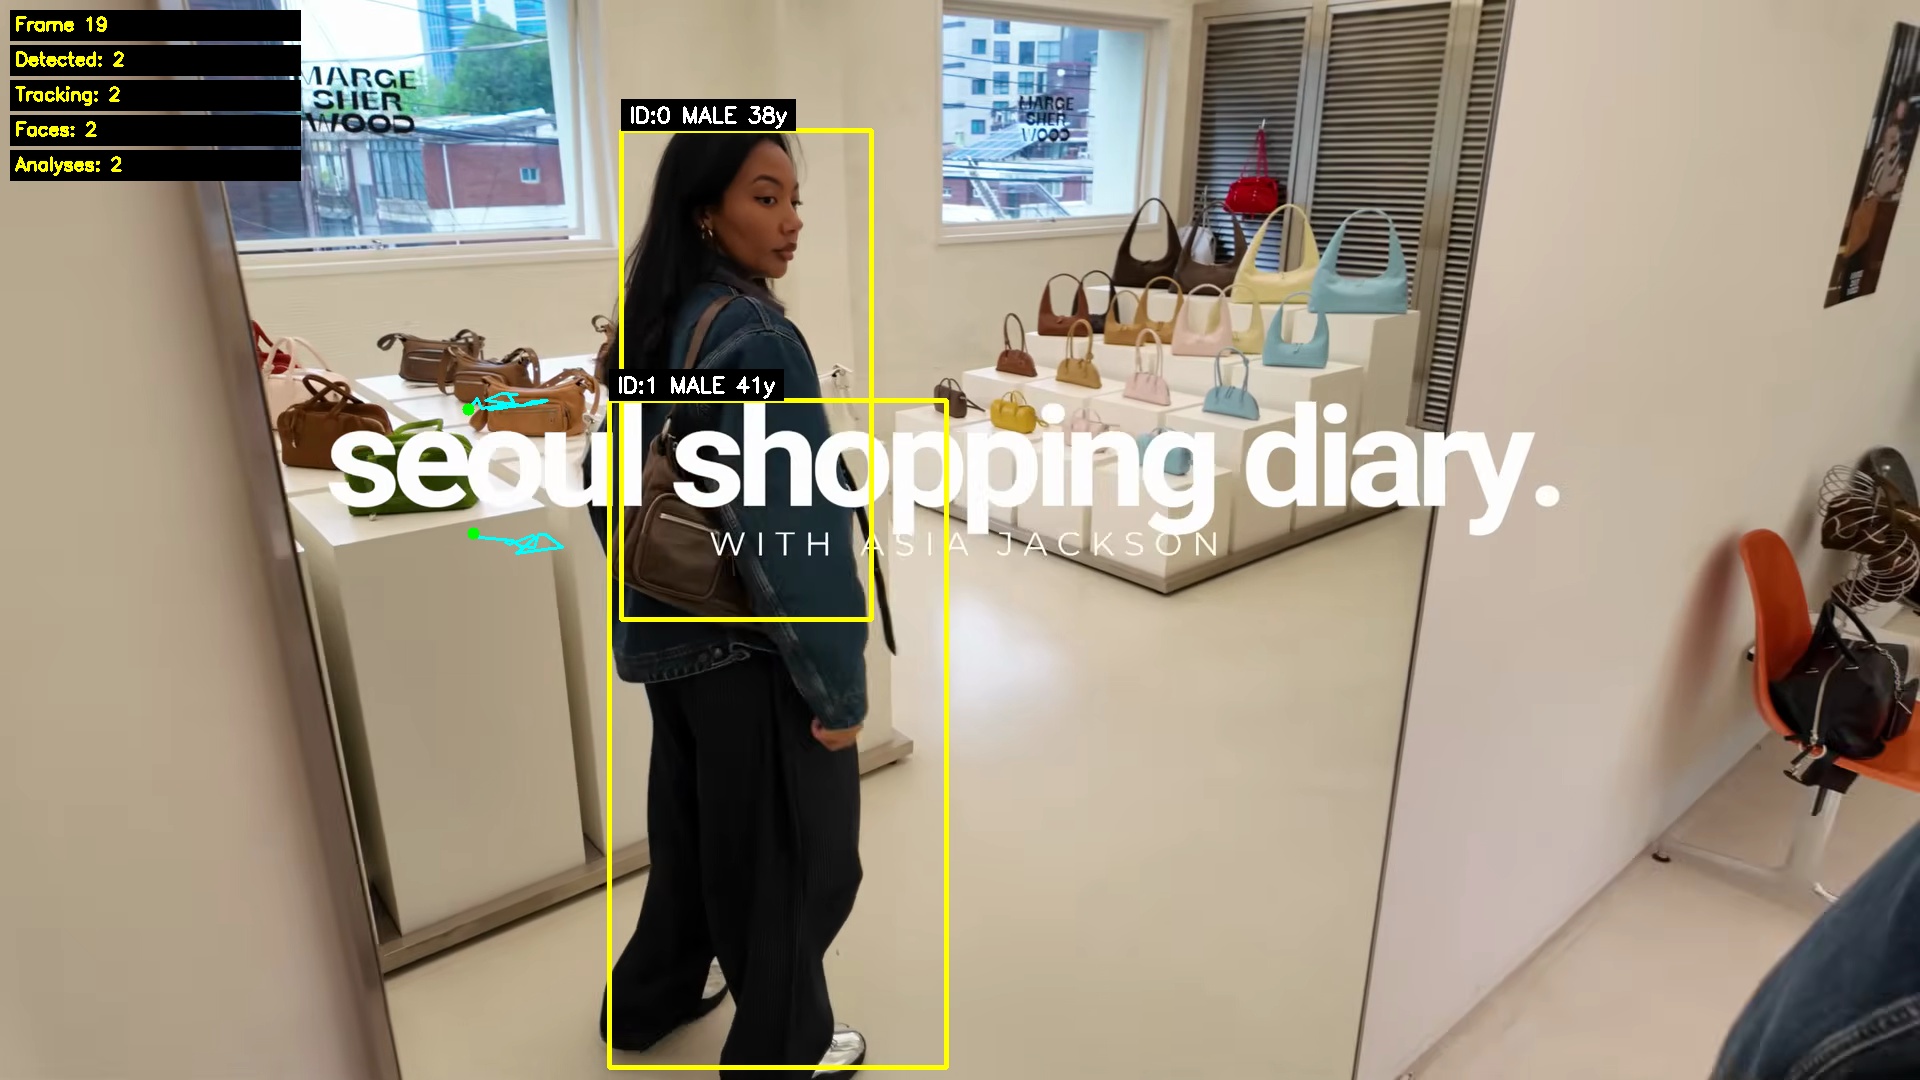 Frame 19
Detected: 2
Tracking: 2
Faces: 2
Analyses: 2
MARGE
SHER
WOOD
MARGE
SHER
WOOD
ID:0 MALE 38y
ID:1 MALE 41y
seoul shopping diary.
WITH ASIA JACKSON